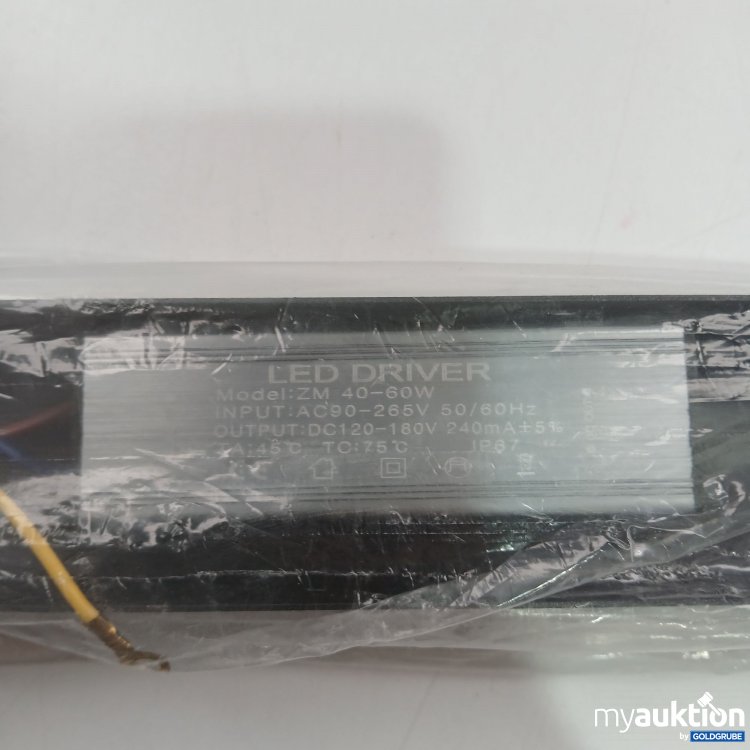 LED DRIVER
Model:ZM 40-60W
INPUT:AC90-265V 50/60Hz
OUTPUT:DC120-180V 240mA±5%
A:45℃ TC:75℃ IP67
myauktion
by GOLDGRUBE